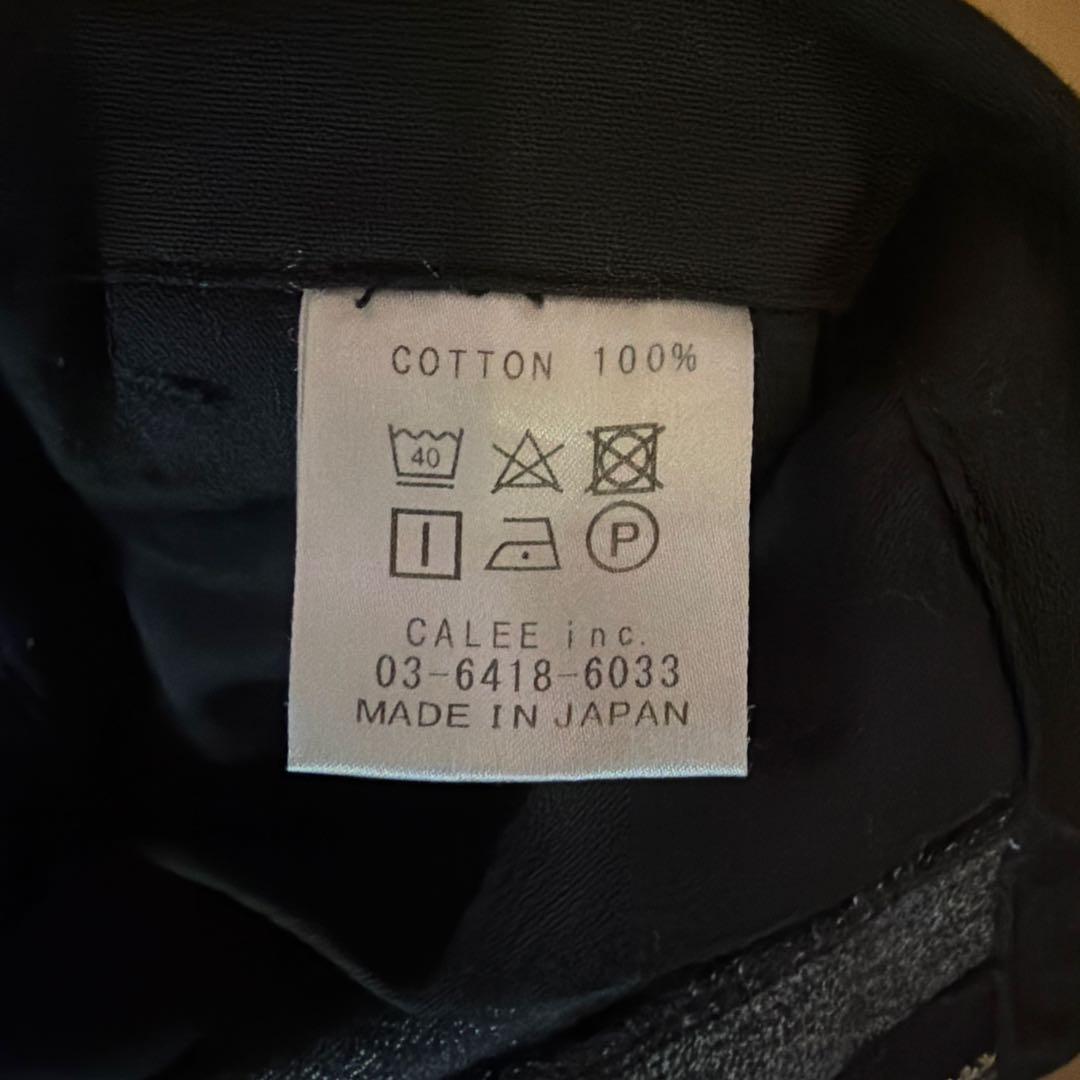 COTTON 100%
40
P
CALEE inc.
03-6418-6033
MADE IN JAPAN